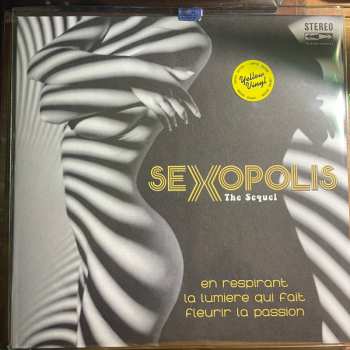 STEREO
Yellow
Vinyl
SEXOPOLIS
The Sequel
en respirant
la lumiere qui fait
fleurir la passion